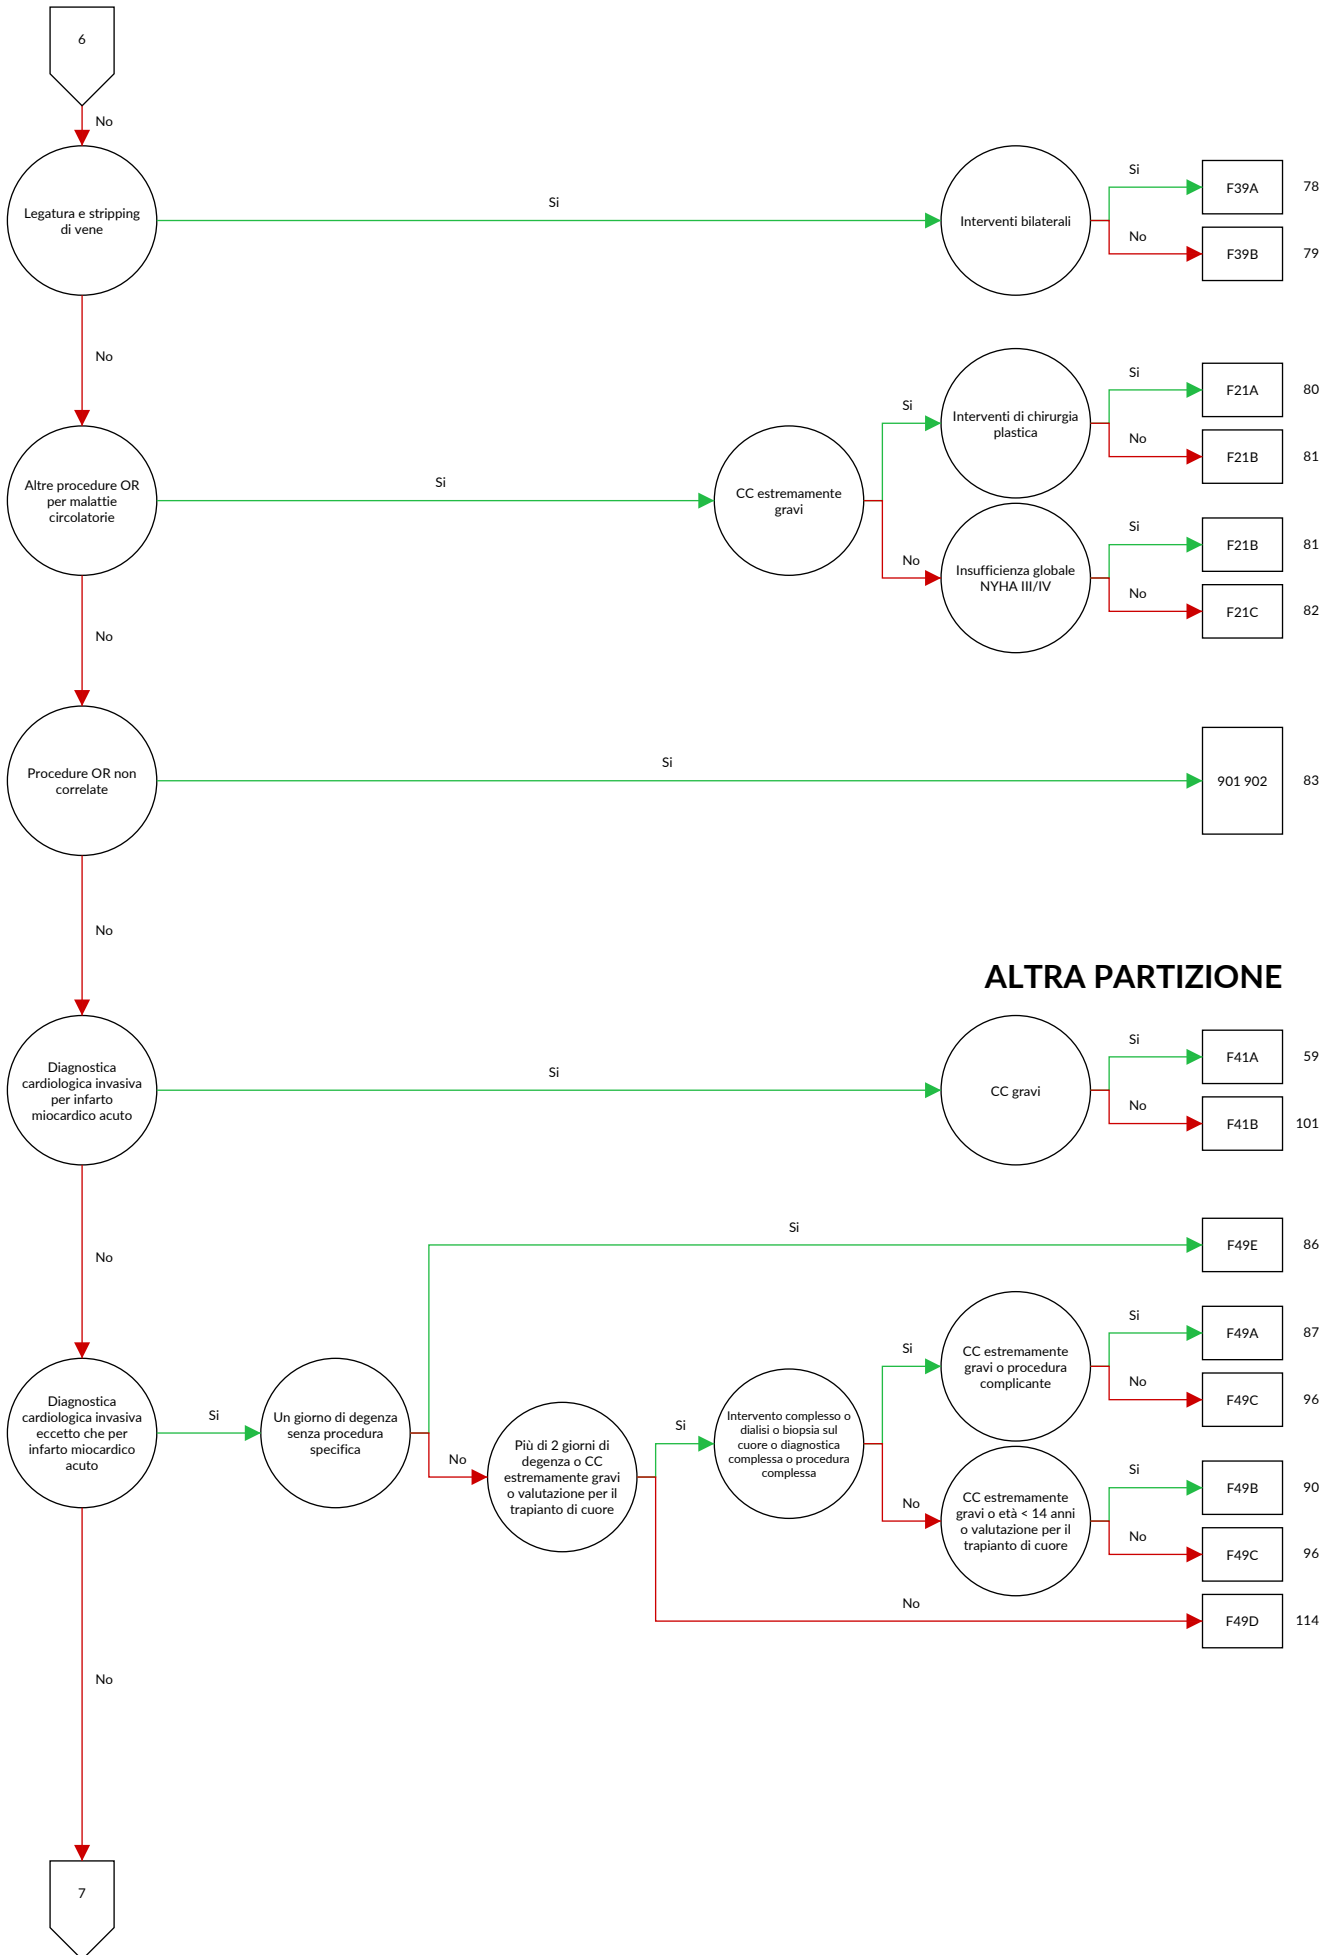 6
No
Legatura e stripping
di vene
Si
Interventi bilaterali
Si
F39A
78
No
F39B
79
No
Altre procedure OR
per malattie
circolatorie
Si
CC estremamente
gravi
Si
Interventi di chirurgia
plastica
Si
F21A
80
No
F21B
81
No
Insufficienza globale
NYHA III/IV
Si
F21B
81
No
F21C
82
No
Procedure OR non
correlate
Si
901 902
83
No
ALTRA PARTIZIONE
Diagnostica
cardiologica invasiva
per infarto
miocardico acuto
Si
CC gravi
Si
F41A
59
No
F41B
101
No
Diagnostica
cardiologica invasiva
eccetto che per
infarto miocardico
acuto
Si
Un giorno di degenza
senza procedura
specifica
Si
F49E
86
No
Più di 2 giorni di
degenza o CC
estremamente gravi
o valutazione per il
trapianto di cuore
Si
Intervento complesso o
dialisi o biopsia sul
cuore o diagnostica
complessa o procedura
complessa
Si
CC estremamente
gravi o procedura
complicante
Si
F49A
87
No
F49C
96
No
CC estremamente
gravi o età < 14 anni
o valutazione per il
trapianto di cuore
Si
F49B
90
No
F49C
96
No
F49D
114
No
7